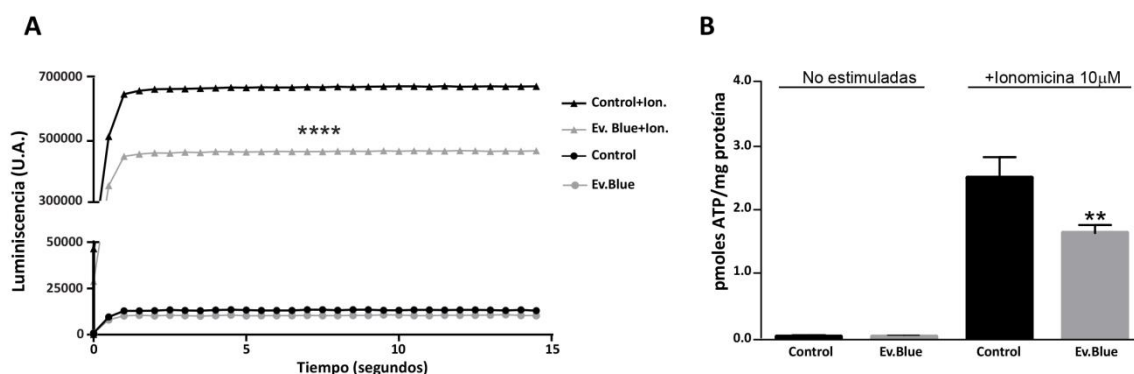 A
Luminiscencia (U.A.)
700000
500000
300000
50000
25000
0
0 5 10 15
Tiempo (segundos)
****
Control+Ion.
Ev. Blue+Ion.
Control
Ev.Blue
B
pmoles ATP/mg proteína
4.0
3.0
2.0
1.0
0.0
No estimuladas
+Ionomicina 10μM
**
Control Ev.Blue Control Ev.Blue